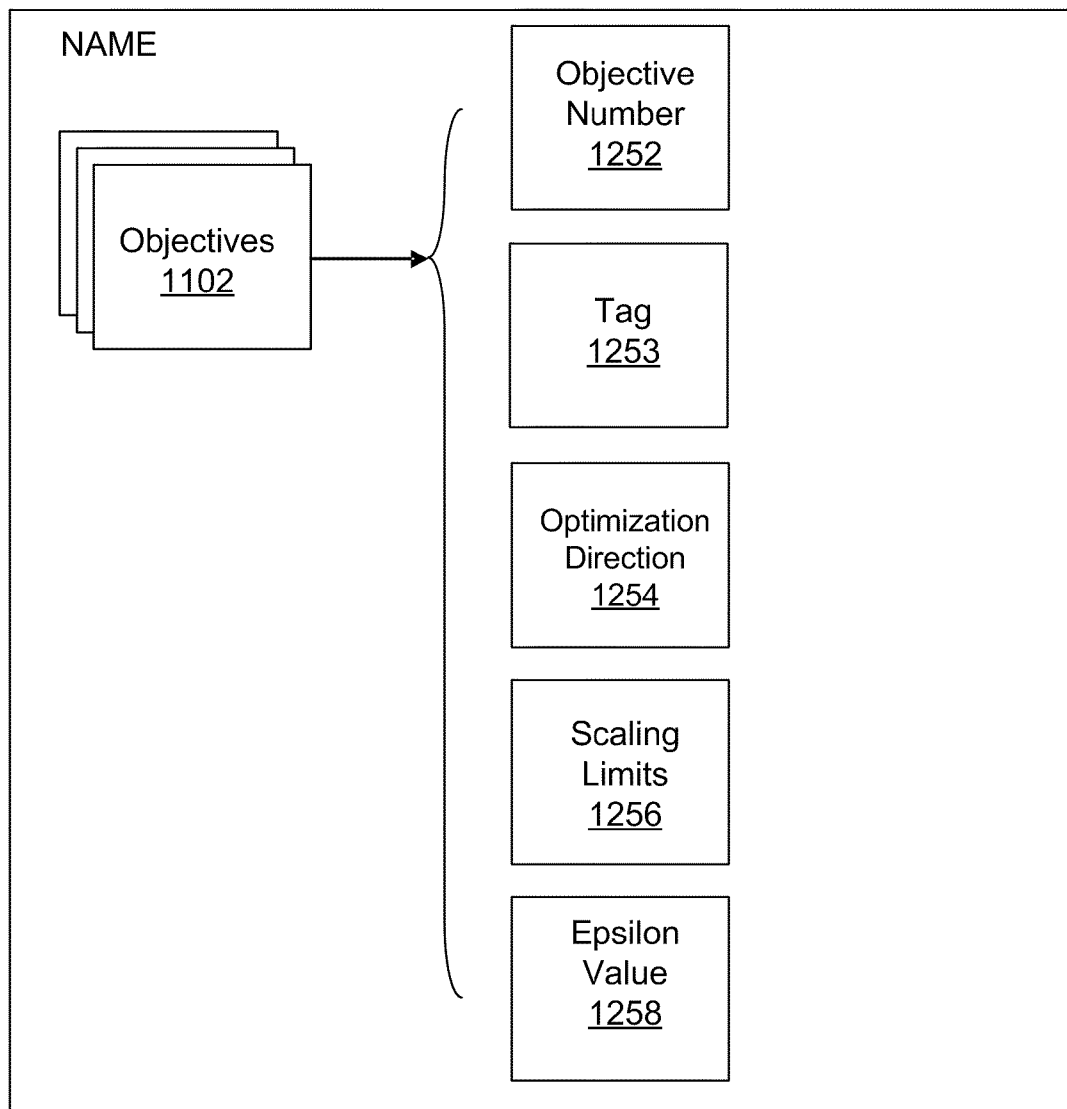 NAME
Objectives
1102
Objective
Number
1252
Tag
1253
Optimization
Direction
1254
Scaling
Limits
1256
Epsilon
Value
1258